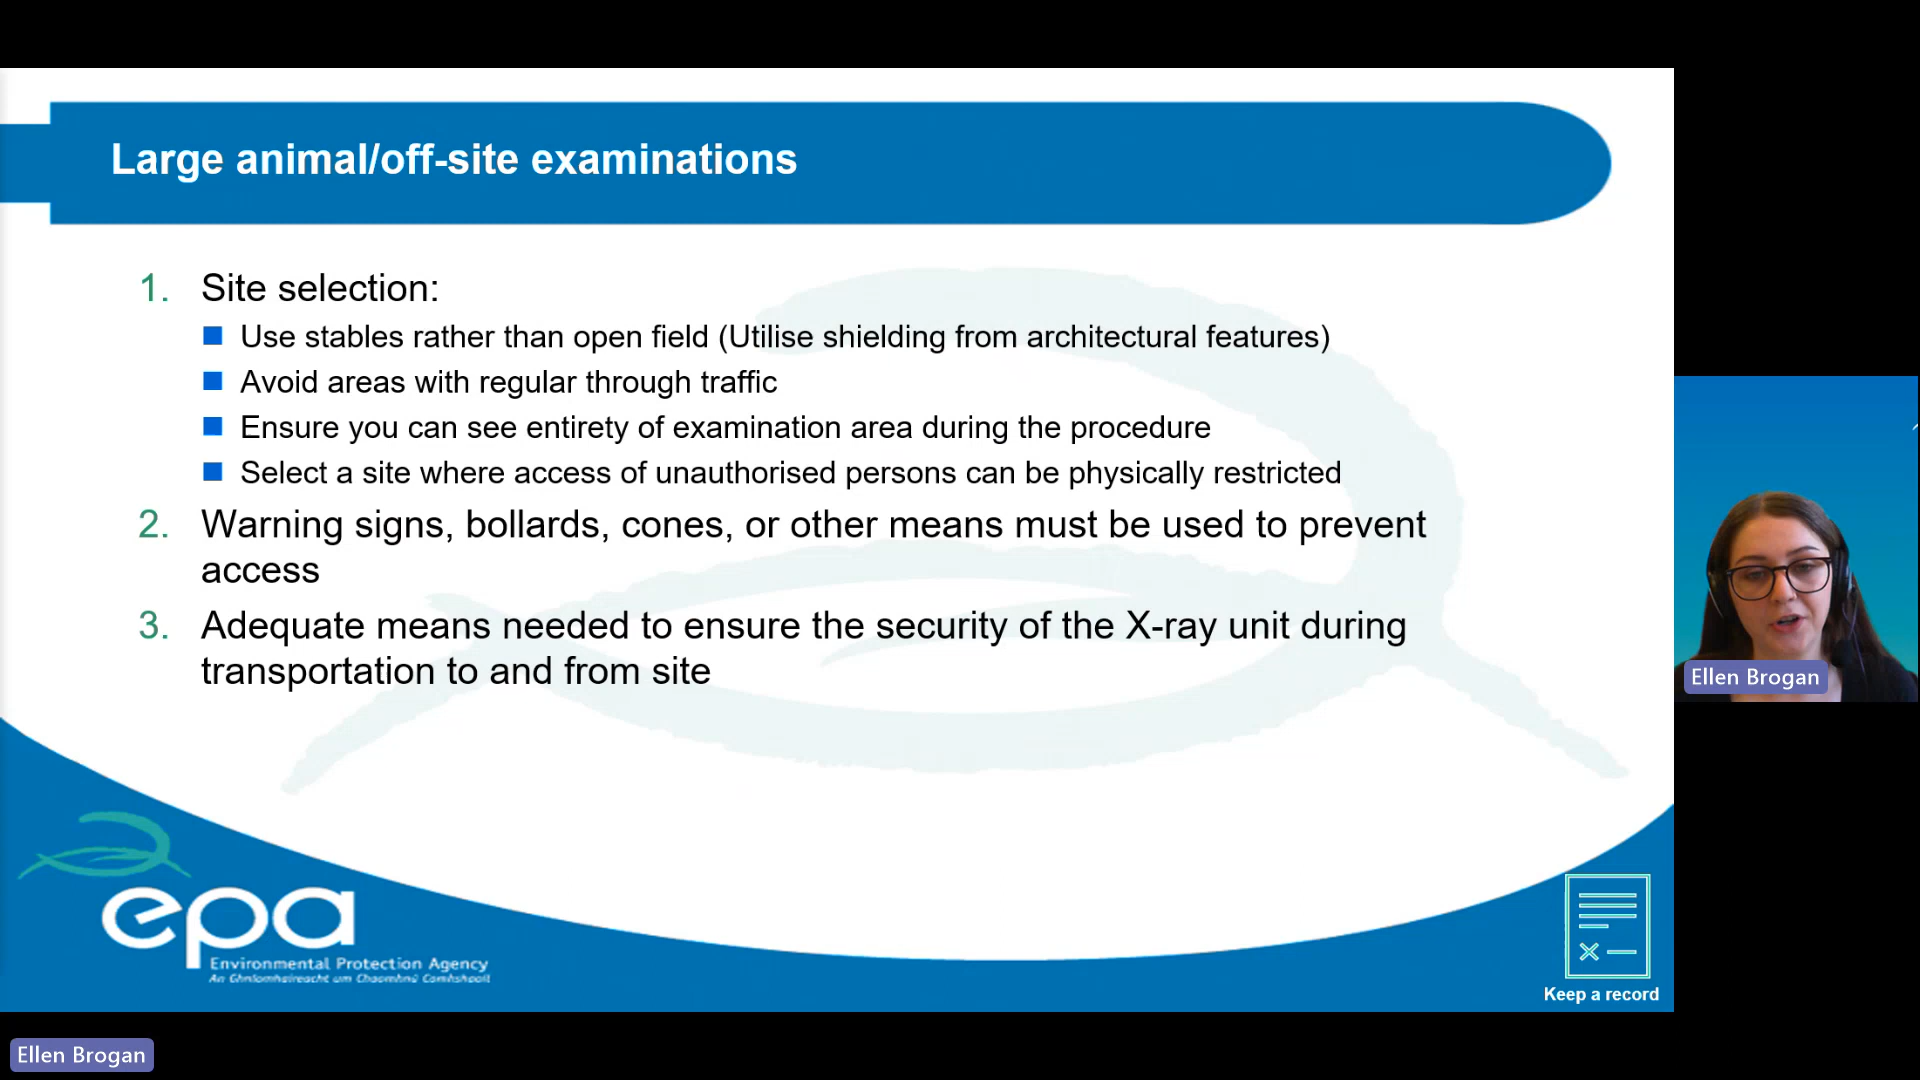 Large animal/off-site examinations
1. Site selection:
Use stables rather than open field (Utilise shielding from architectural features)
Avoid areas with regular through traffic
Ensure you can see entirety of examination area during the procedure
Select a site where access of unauthorised persons can be physically restricted
2. Warning signs, bollards, cones, or other means must be used to prevent
access
3. Adequate means needed to ensure the security of the X-ray unit during
transportation to and from site
Ellen Brogan
epa
Environmental Protection Agency
An Ghníomhaireacht um Chaomhnú Comhshaoil
Keep a record
Ellen Brogan